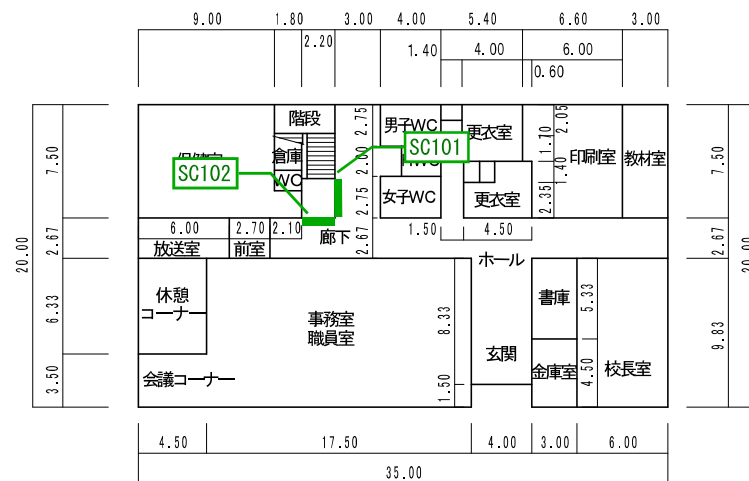 9.00 1.80 3.00 4.00 5.40 6.60 3.00
2.20 1.40 4.00 6.00
0.60
階段
男子WC
更衣室
2.75
2.05
1.10
印刷室
教材室
7.50
倉庫
SC101
SC102
WC
2.75
女子WC
更衣室
1.40
2.35
7.50
6.00 2.70 2.10
1.50 4.50
廊下
2.67
2.67
2.67
放送室
前室
ホール
20.00
20.00
休憩
コーナー
事務室
職員室
書庫
5.33
6.33
8.33
9.83
玄関
金庫室
校長室
会議コーナー
3.50
1.50
4.50
4.50 17.50 4.00 3.00 6.00
35.00